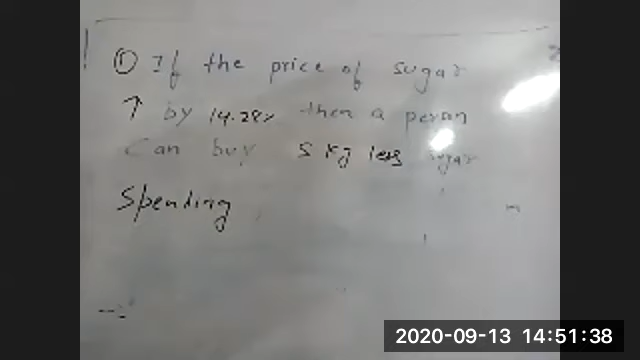 ① If the price of sugar
↑ by 14.28% then a person
Can buy 5 kg less sugar
Spending
2020-09-13 14:51:38